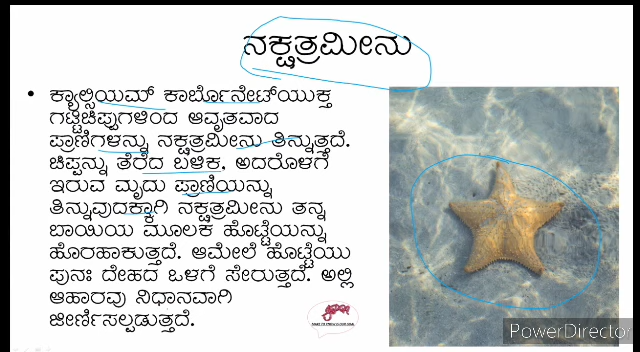 ನಕ್ಷತ್ರಮೀನು
• ಕ್ಯಾಲ್ಸಿಯಮ್ ಕಾರ್ಬೋನೇಟ್‌ಯುಕ್ತ
ಗಟ್ಟಿಚಿಪ್ಪುಗಳಿಂದ ಆವೃತವಾದ
ಪ್ರಾಣಿಗಳನ್ನು ನಕ್ಷತ್ರಮೀನು ತಿನ್ನುತ್ತದೆ.
ಚಿಪ್ಪನ್ನು ತೆರೆದ ಬಳಿಕ, ಅದರೊಳಗೆ
ಇರುವ ಮೃದು ಪ್ರಾಣಿಯನ್ನು
ತಿನ್ನುವುದಕ್ಕಾಗಿ ನಕ್ಷತ್ರಮೀನು ತನ್ನ
ಬಾಯಿಯ ಮೂಲಕ ಹೊಟ್ಟೆಯನ್ನು
ಹೊರಹಾಕುತ್ತದೆ. ಆಮೇಲೆ ಹೊಟ್ಟೆಯು
ಪುನಃ ದೇಹದ ಒಳಗೆ ಸೇರುತ್ತದೆ. ಅಲ್ಲಿ
ಆಹಾರವು ನಿಧಾನವಾಗಿ
ಜೀರ್ಣಿಸಲ್ಪಡುತ್ತದೆ.
PowerDirector